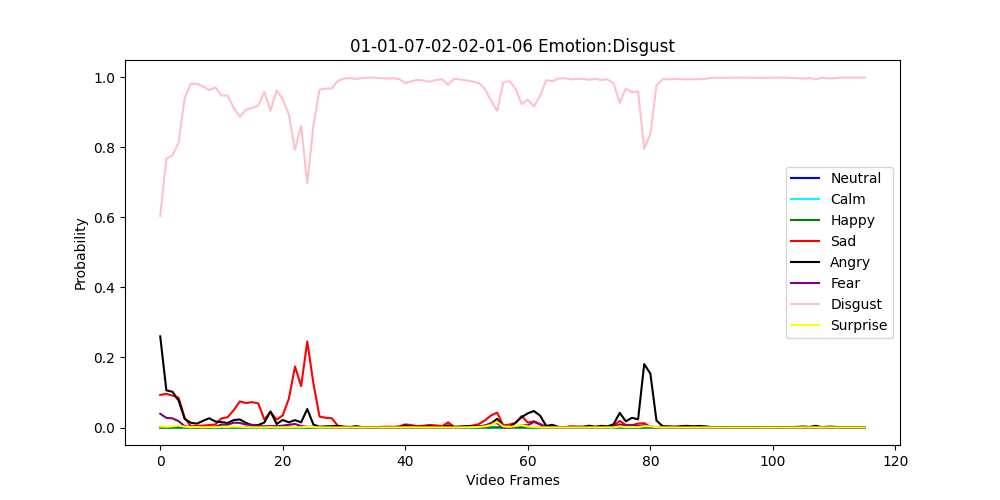 01-01-07-02-02-01-06 Emotion:Disgust
Probability
1.0
0.8
0.6
0.4
0.2
0.0
0
20
40
60
80
100
120
Video Frames
Neutral
Calm
Happy
Sad
Angry
Fear
Disgust
Surprise